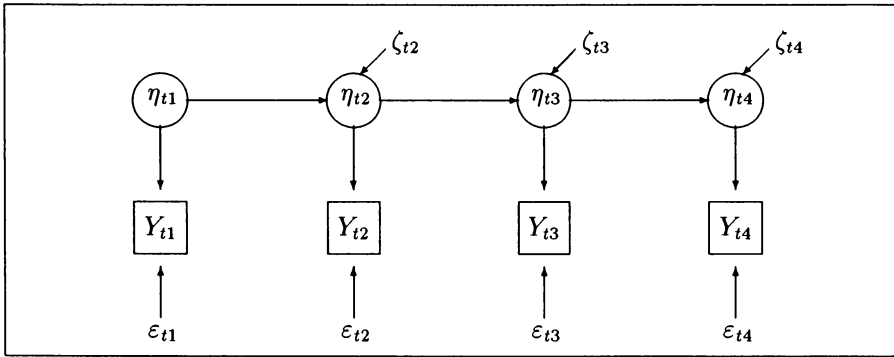 ζt2 ζt3 ζt4
ηt1 ηt2 ηt3 ηt4
Yt1 Yt2 Yt3 Yt4
εt1 εt2 εt3 εt4